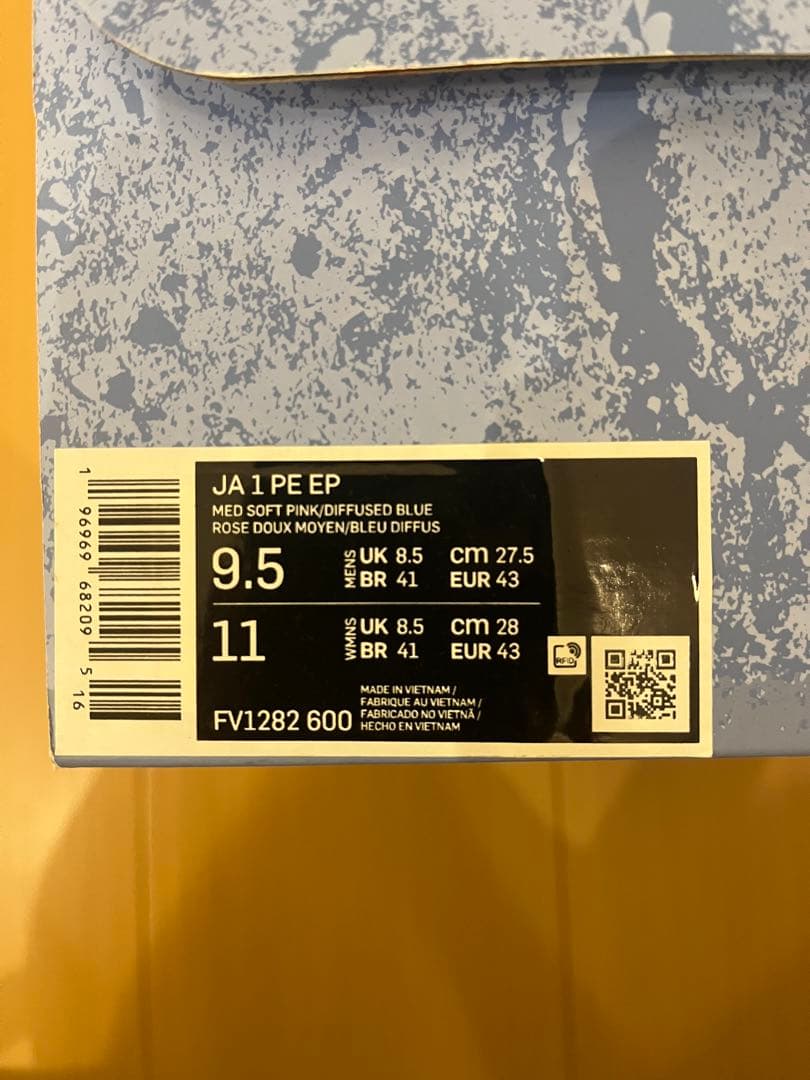 JA 1 PE EP
MED SOFT PINK/DIFFUSED BLUE
ROSE DOUX MOYEN/BLEU DIFFUS
9.5 MENS UK 8.5 cm 27.5
BR 41 EUR 43
11 WMNS UK 8.5 cm 28
BR 41 EUR 43
RFID
FV1282 600
MADE IN VIETNAM /
FABRIQUE AU VIETNAM /
FABRICADO NO VIETNÃ /
HECHO EN VIETNAM
1 96969 68209 5 16